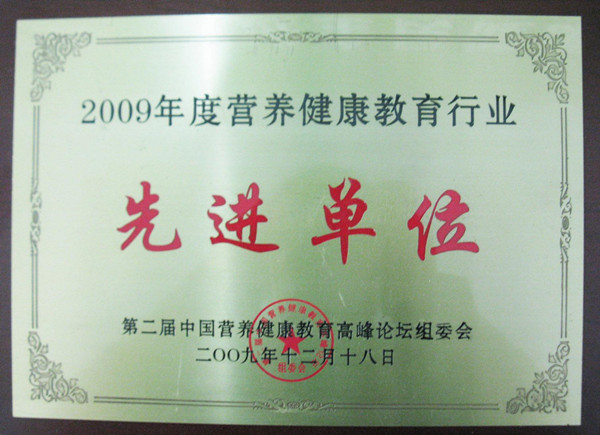 2009年度营养健康教育行业
先进单位
第二届中国营养健康教育高峰论坛组委会
二〇〇九年十二月十八日